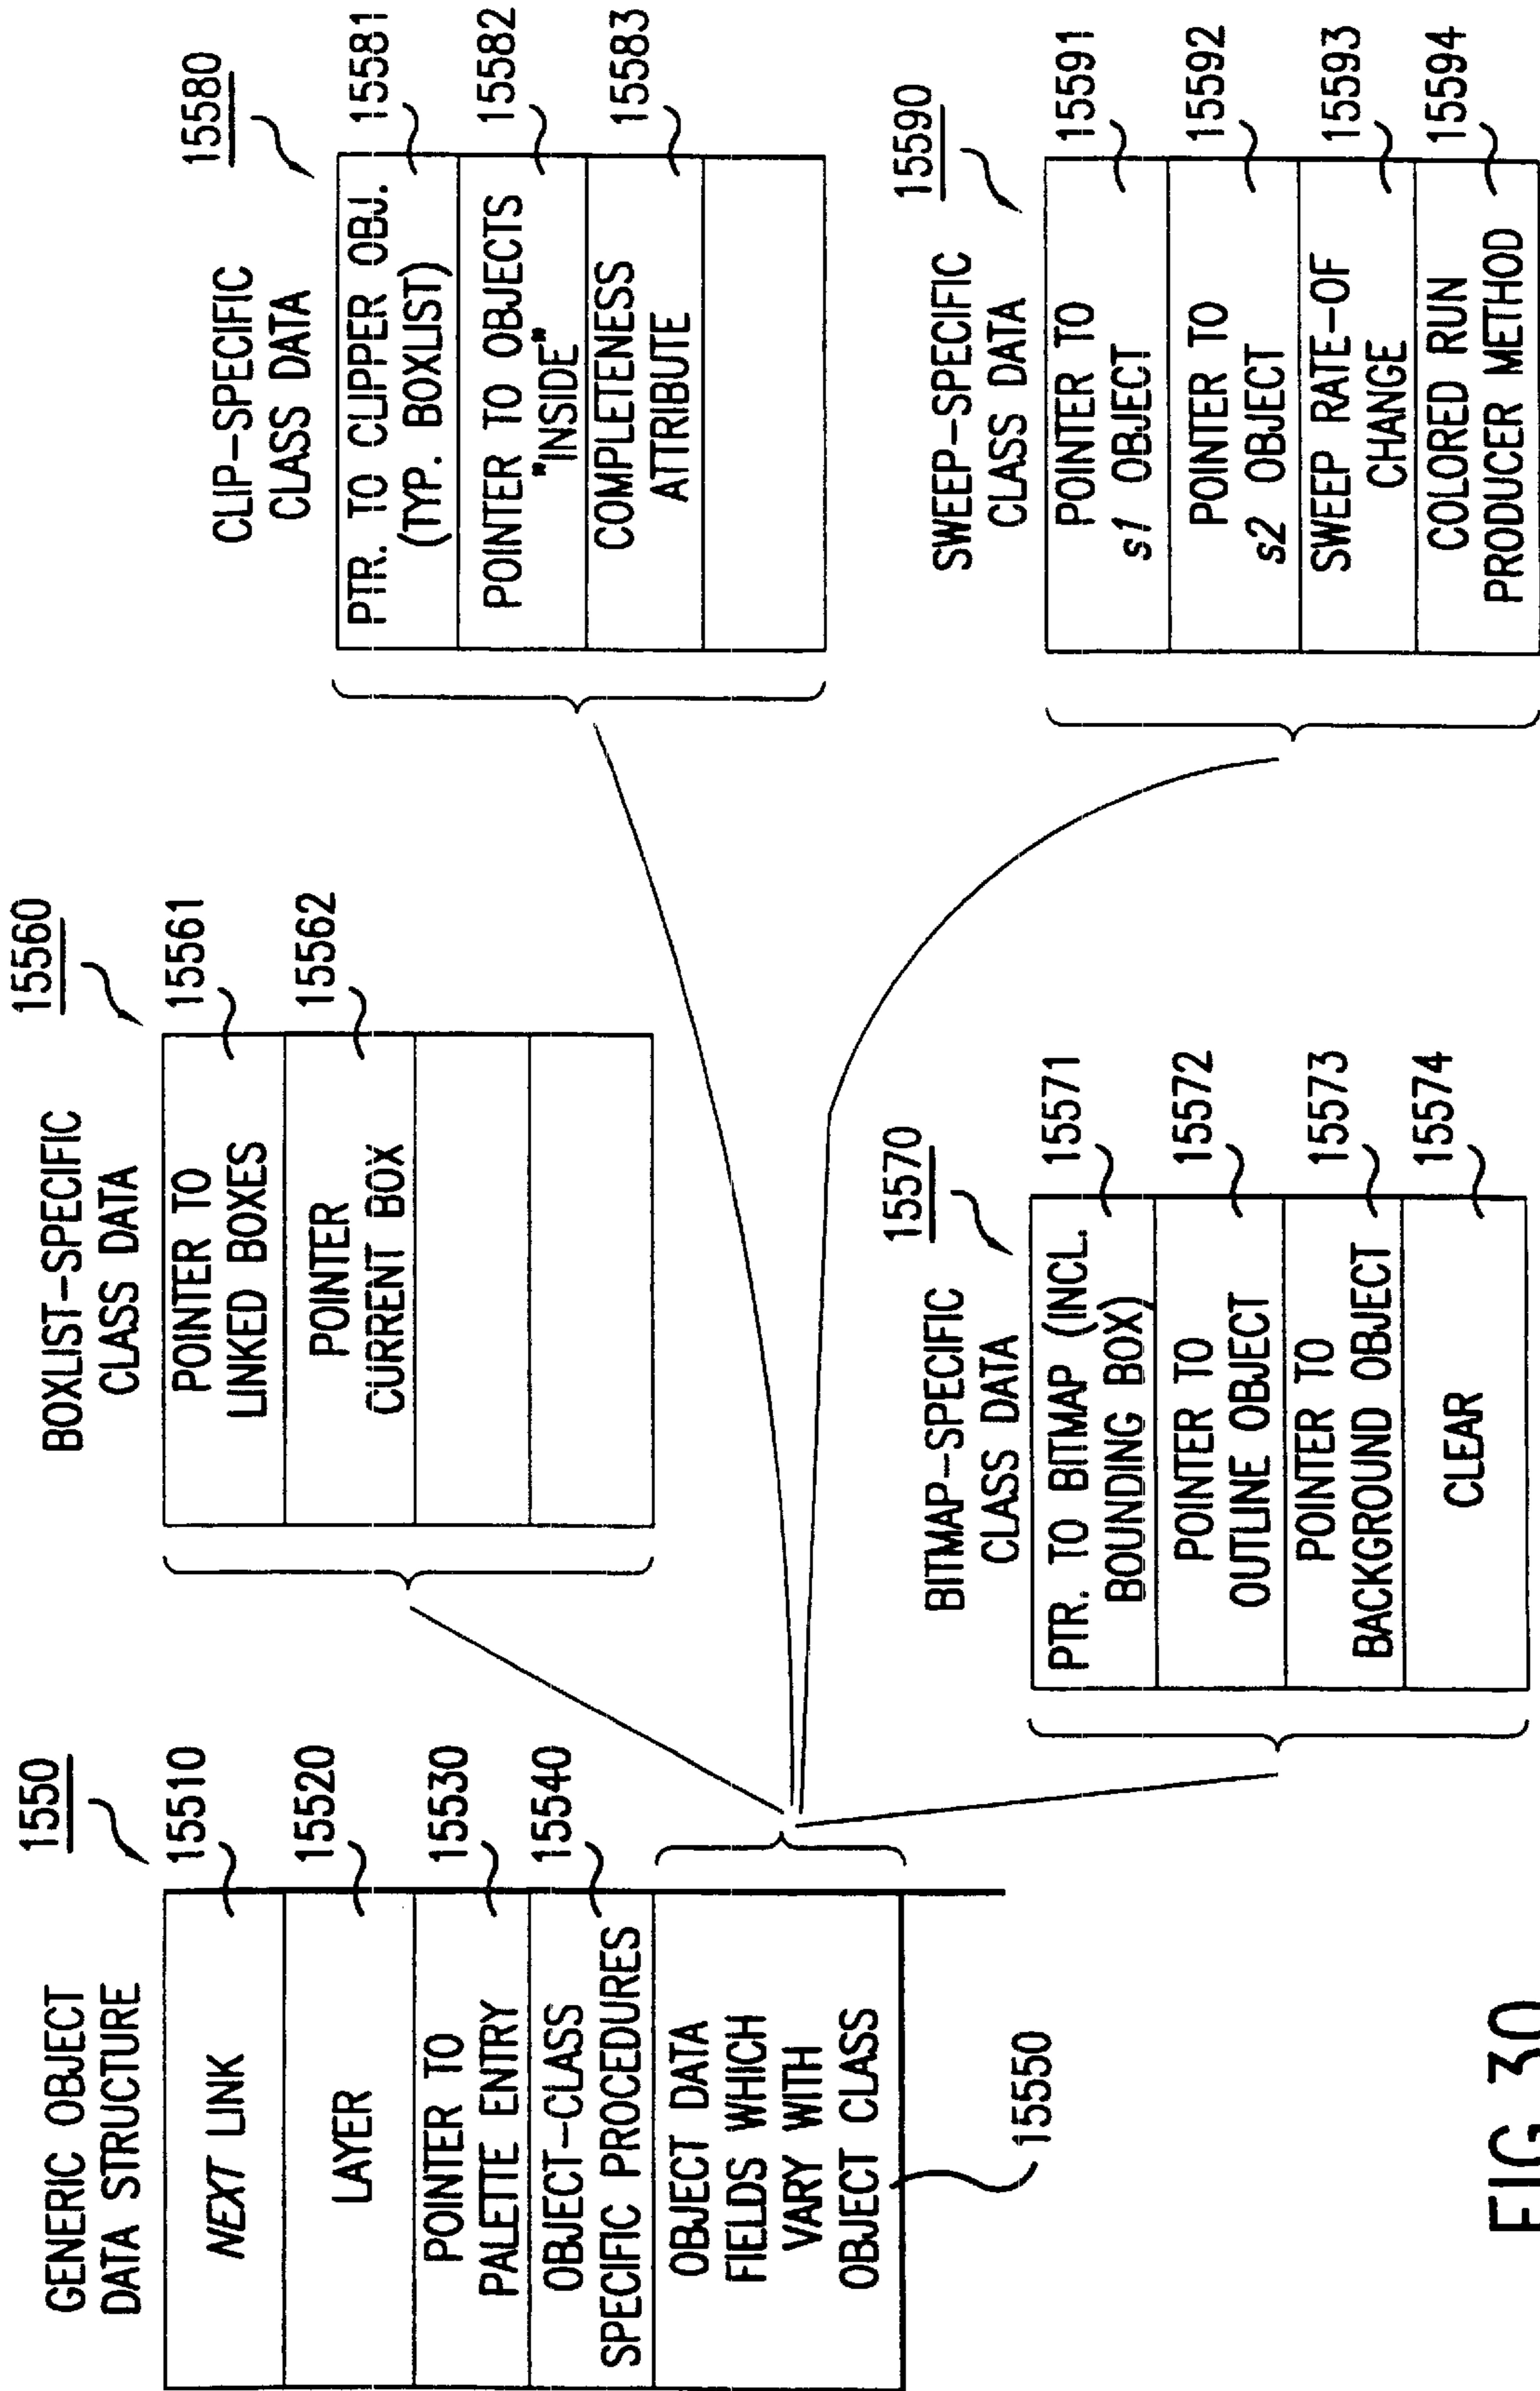 GENERIC OBJECT
DATA STRUCTURE
1550
NEXT LINK
15510
LAYER
15520
POINTER TO
PALETTE ENTRY
15530
OBJECT-CLASS
SPECIFIC PROCEDURES
15540
OBJECT DATA
FIELDS WHICH
VARY WITH
OBJECT CLASS
15550
BOXLIST-SPECIFIC
CLASS DATA
15560
POINTER TO
LINKED BOXES
15561
POINTER
CURRENT BOX
15562
BITMAP-SPECIFIC
CLASS DATA
15570
PTR. TO BITMAP (INCL.
BOUNDING BOX)
15571
POINTER TO
OUTLINE OBJECT
15572
POINTER TO
BACKGROUND OBJECT
15573
CLEAR
15574
CLIP-SPECIFIC
CLASS DATA
15580
PTR. TO CLIPPER OBJ.
(TYP. BOXLIST)
15581
POINTER TO OBJECTS
"INSIDE"
15582
COMPLETENESS
ATTRIBUTE
15583
SWEEP-SPECIFIC
CLASS DATA
15590
POINTER TO
s1 OBJECT
15591
POINTER TO
s2 OBJECT
15592
SWEEP RATE-OF
CHANGE
15593
COLORED RUN
PRODUCER METHOD
15594
FIG.30